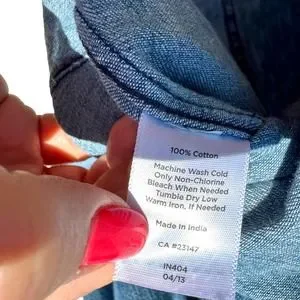 100% Cotton
Machine Wash Cold
Only Non-Chlorine
Bleach When Needed
Tumble Dry Low
Warm Iron, If Needed
Made In India
CA #23147
IN404
04/13